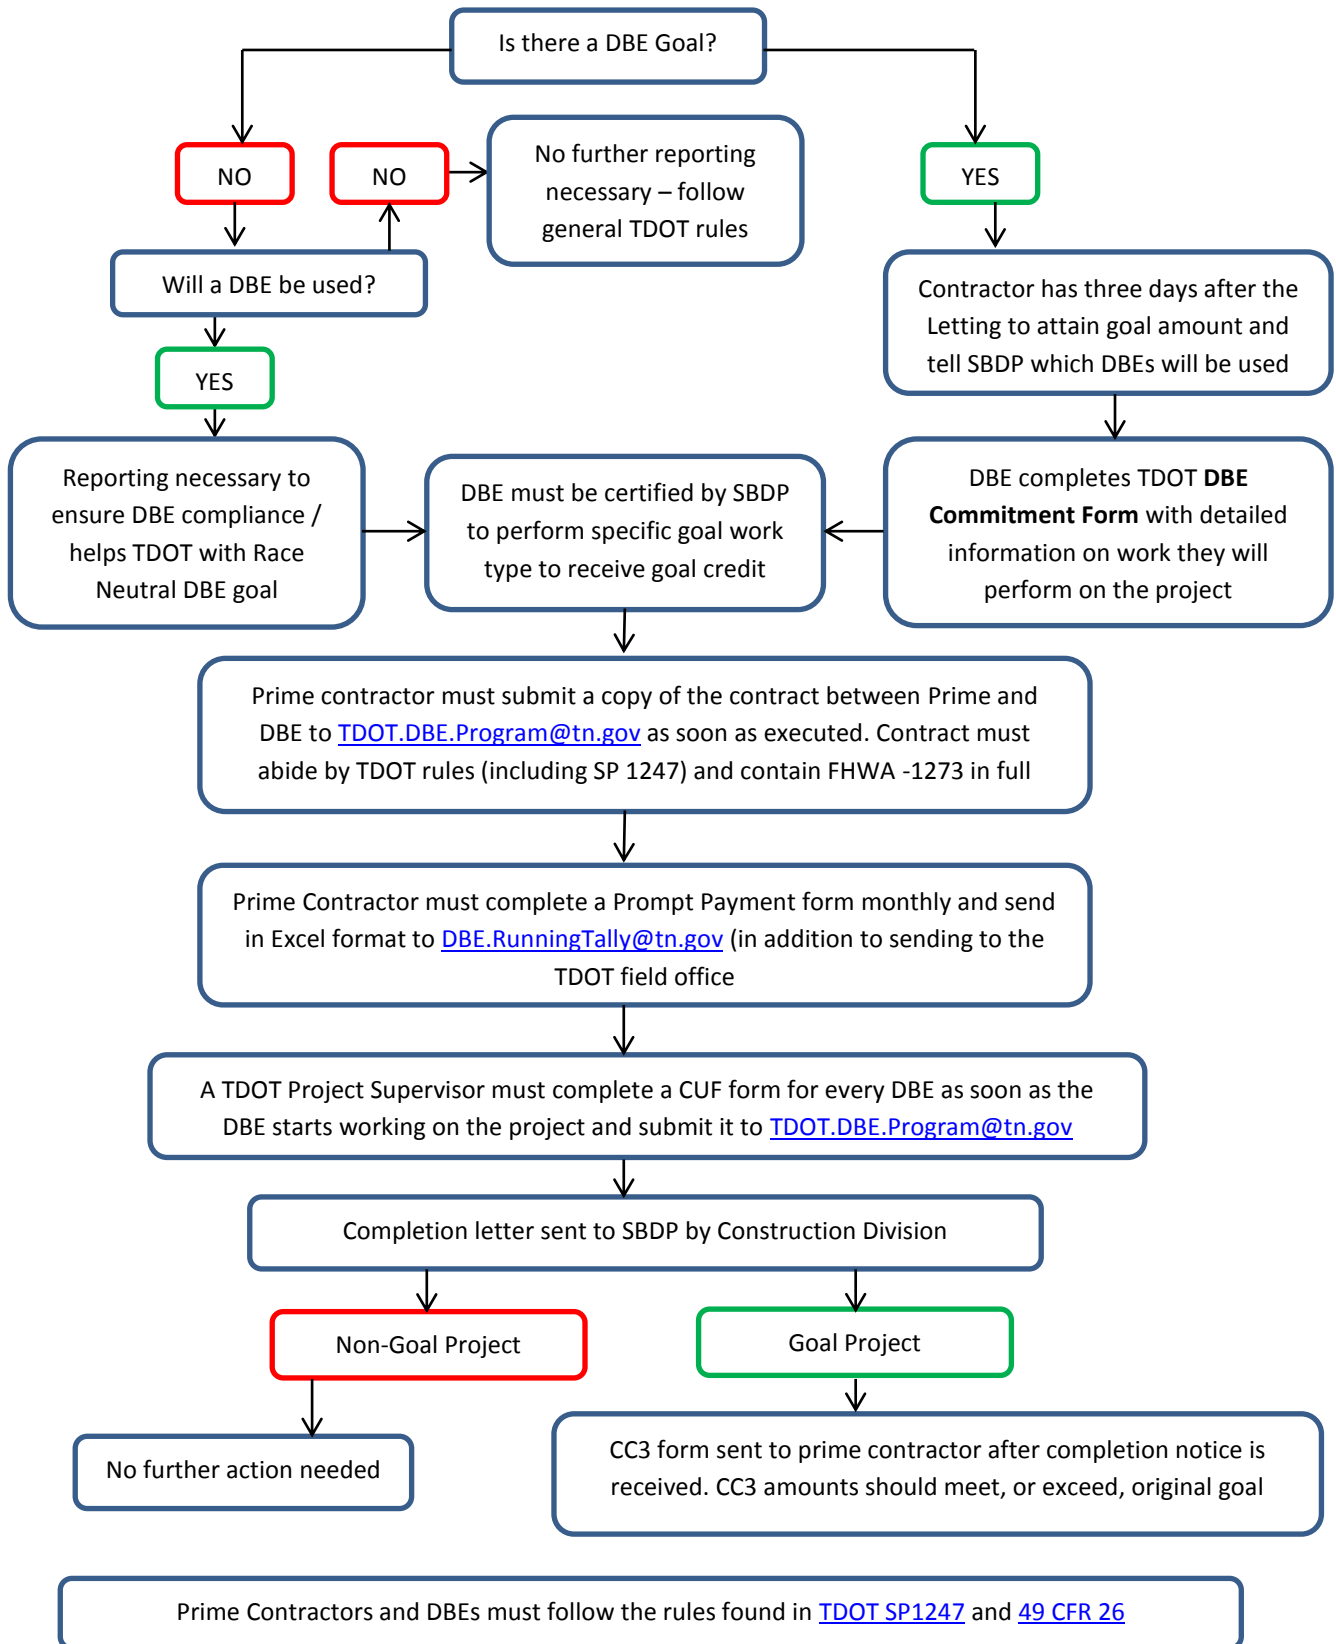 Is there a DBE Goal?
NO
NO
No further reporting
necessary – follow
general TDOT rules
YES
Will a DBE be used?
Contractor has three days after the
Letting to attain goal amount and
tell SBDP which DBEs will be used
YES
Reporting necessary to
ensure DBE compliance /
helps TDOT with Race
Neutral DBE goal
DBE must be certified by SBDP
to perform specific goal work
type to receive goal credit
DBE completes TDOT DBE
Commitment Form with detailed
information on work they will
perform on the project
Prime contractor must submit a copy of the contract between Prime and
DBE to TDOT.DBE.Program@tn.gov as soon as executed. Contract must
abide by TDOT rules (including SP 1247) and contain FHWA -1273 in full
Prime Contractor must complete a Prompt Payment form monthly and send
in Excel format to DBE.RunningTally@tn.gov (in addition to sending to the
TDOT field office
A TDOT Project Supervisor must complete a CUF form for every DBE as soon as the
DBE starts working on the project and submit it to TDOT.DBE.Program@tn.gov
Completion letter sent to SBDP by Construction Division
Non-Goal Project
Goal Project
No further action needed
CC3 form sent to prime contractor after completion notice is
received. CC3 amounts should meet, or exceed, original goal
Prime Contractors and DBEs must follow the rules found in TDOT SP1247 and 49 CFR 26